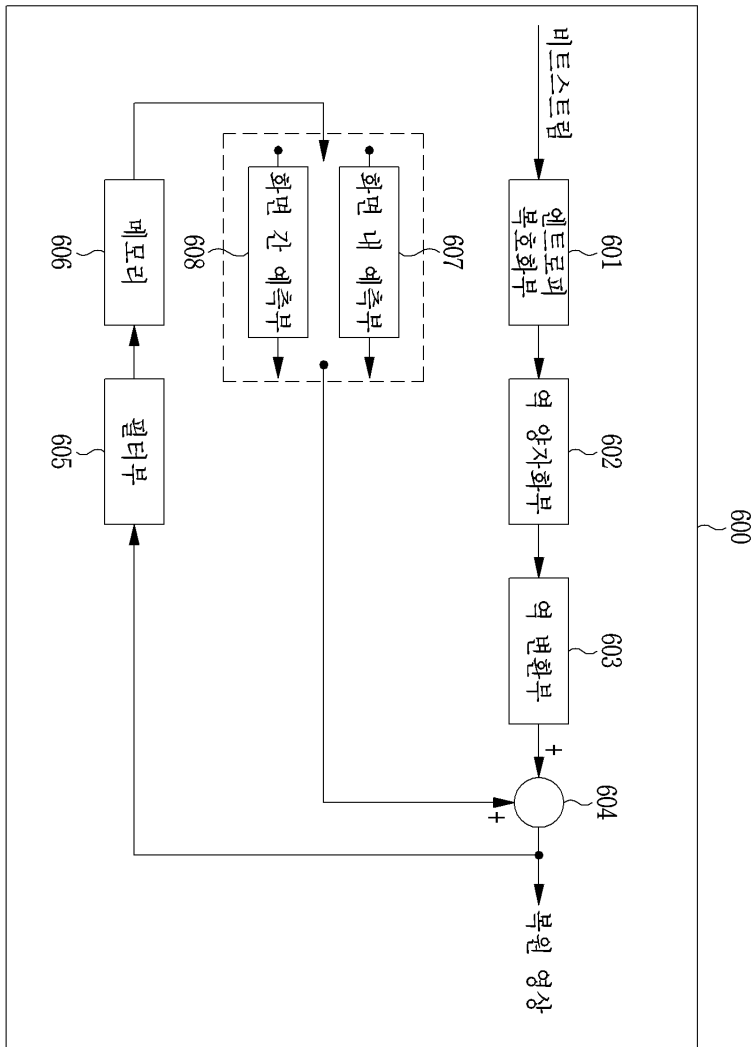 600
비트스트림
601
엔트로피
복호화부
602
역 양자화부
603
역 변환부
+
604
복원 영상
+
607
화면 내 예측부
화면 간 예측부
608
메모리
606
필터부
605